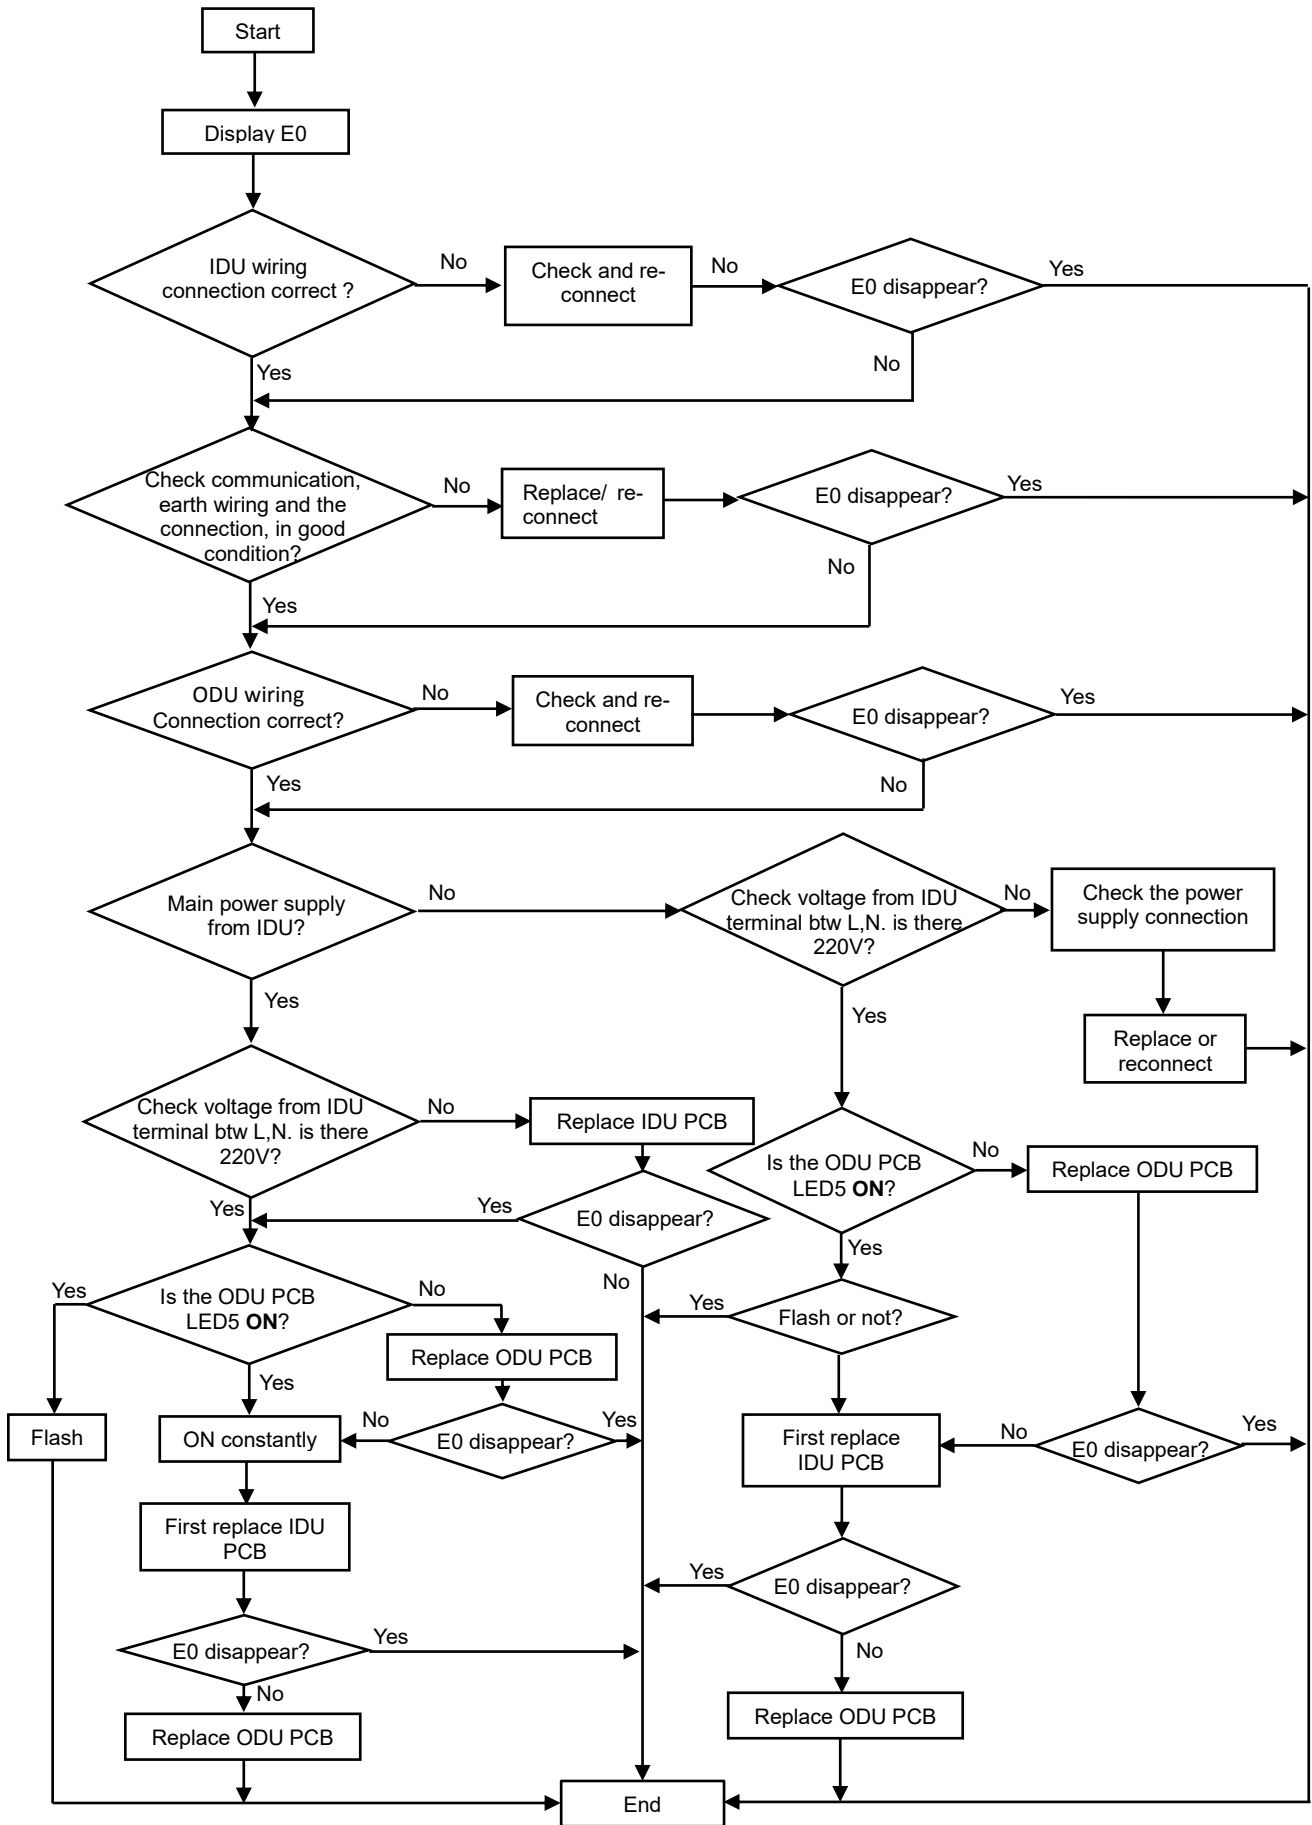 Start
Display E0
IDU wiring
connection correct ?
No
Check and re-
connect
No
E0 disappear?
Yes
No
Yes
Check communication,
earth wiring and the
connection, in good
condition?
No
Replace/ re-
connect
E0 disappear?
Yes
No
Yes
ODU wiring
Connection correct?
No
Check and re-
connect
E0 disappear?
Yes
No
Yes
Main power supply
from IDU?
No
Check voltage from IDU
terminal btw L,N. is there
220V?
No
Check the power
supply connection
Yes
Yes
Replace or
reconnect
Check voltage from IDU
terminal btw L,N. is there
220V?
No
Replace IDU PCB
Is the ODU PCB
LED5 ON?
No
Replace ODU PCB
Yes
Yes
E0 disappear?
Yes
No
Yes
Is the ODU PCB
LED5 ON?
No
Yes
Flash or not?
Replace ODU PCB
Yes
Flash
ON constantly
No
E0 disappear?
Yes
First replace
IDU PCB
No
E0 disappear?
Yes
First replace IDU
PCB
Yes
E0 disappear?
E0 disappear?
Yes
No
No
Replace ODU PCB
Replace ODU PCB
End